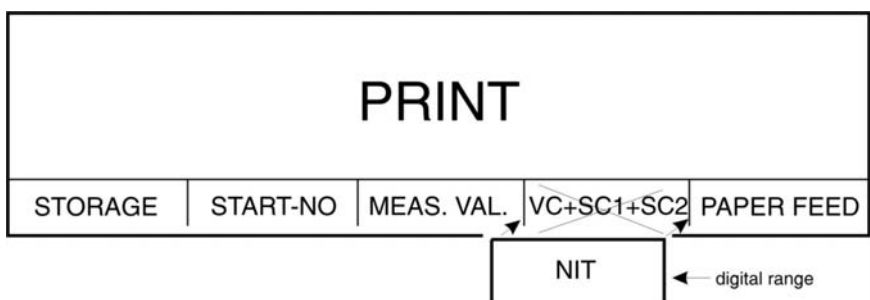 PRINT
STORAGE START-NO MEAS. VAL. VC+SC1+SC2 PAPER FEED
NIT
digital range